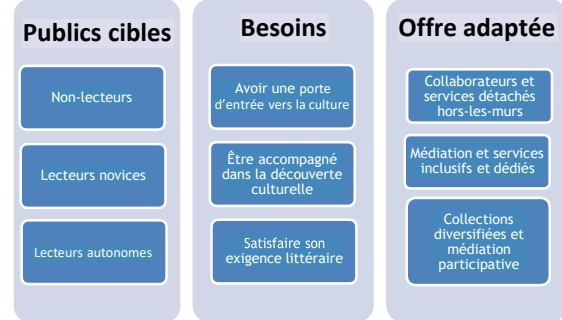 Publics cibles
Non-lecteurs
Lecteurs novices
Lecteurs autonomes
Besoins
Avoir une porte
d'entrée vers la culture
Être accompagné
dans la découverte
culturelle
Satisfaire son
exigence littéraire
Offre adaptée
Collaborateurs et
services détachés
hors-les-murs
Médiation et services
inclusifs et dédiés
Collections
diversifiées et
médiation
participative